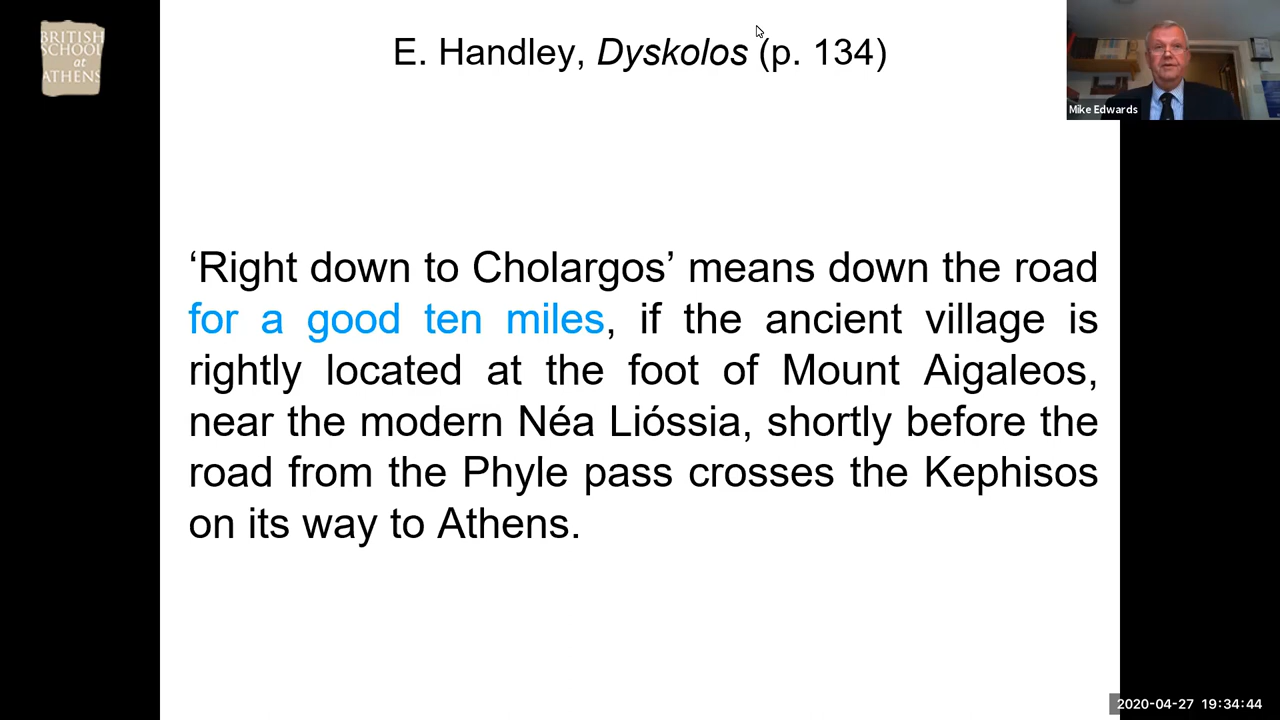 BRITISH
SCHOOL
at
ATHENS
E. Handley, Dyskolos (p. 134)
Mike Edwards
‘Right down to Cholargos’ means down the road
for a good ten miles, if the ancient village is
rightly located at the foot of Mount Aigaleos,
near the modern Néa Lióssia, shortly before the
road from the Phyle pass crosses the Kephisos
on its way to Athens.
2020-04-27 19:34:44